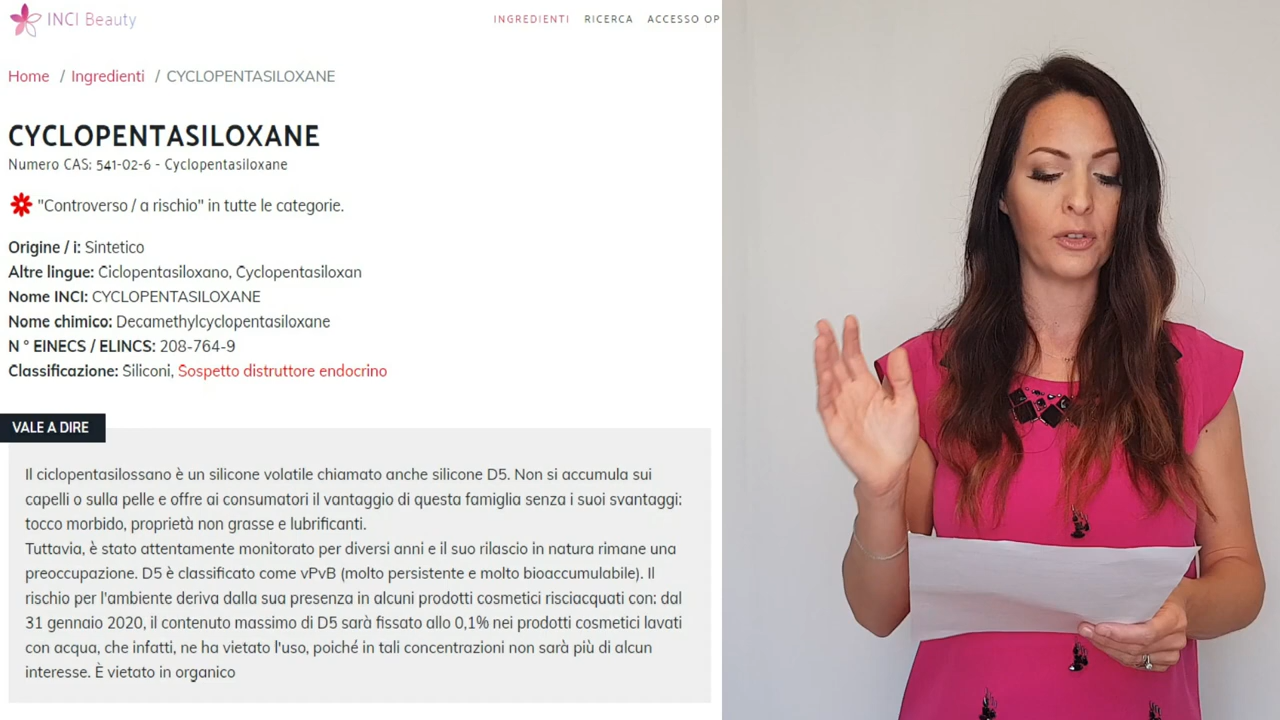 INCI Beauty
INGREDIENTI RICERCA ACCESSO OP
Home / Ingredienti / CYCLOPENTASILOXANE
CYCLOPENTASILOXANE
Numero CAS: 541-02-6 - Cyclopentasiloxane
"Controverso / a rischio" in tutte le categorie.
Origine / i: Sintetico
Altre lingue: Ciclopentasiloxano, Cyclopentasiloxan
Nome INCI: CYCLOPENTASILOXANE
Nome chimico: Decamethylcyclopentasiloxane
N ° EINECS / ELINCS: 208-764-9
Classificazione: Siliconi, Sospetto distruttore endocrino
VALE A DIRE
Il ciclopentasilossano è un silicone volatile chiamato anche silicone D5. Non si accumula sui
capelli o sulla pelle e offre ai consumatori il vantaggio di questa famiglia senza i suoi svantaggi:
tocco morbido, proprietà non grasse e lubrificanti.
Tuttavia, è stato attentamente monitorato per diversi anni e il suo rilascio in natura rimane una
preoccupazione. D5 è classificato come vPvB (molto persistente e molto bioaccumulabile). Il
rischio per l'ambiente deriva dalla sua presenza in alcuni prodotti cosmetici risciacquati con: dal
31 gennaio 2020, il contenuto massimo di D5 sarà fissato allo 0,1% nei prodotti cosmetici lavati
con acqua, che infatti, ne ha vietato l'uso, poiché in tali concentrazioni non sarà più di alcun
interesse. È vietato in organico